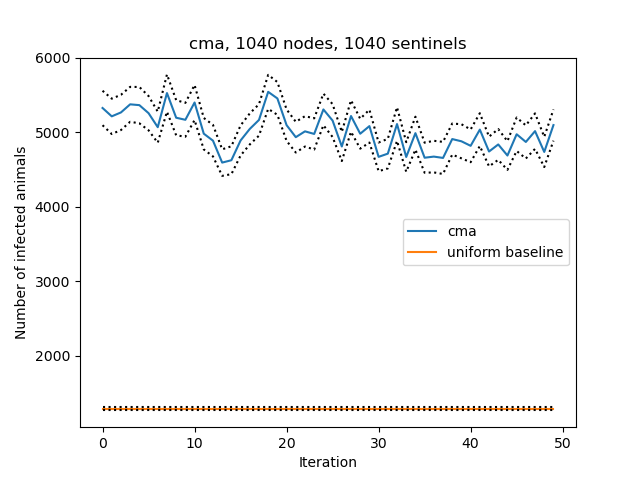 cma, 1040 nodes, 1040 sentinels
6000
5000
4000
3000
2000
Number of infected animals
cma
uniform baseline
0 10 20 30 40 50
Iteration